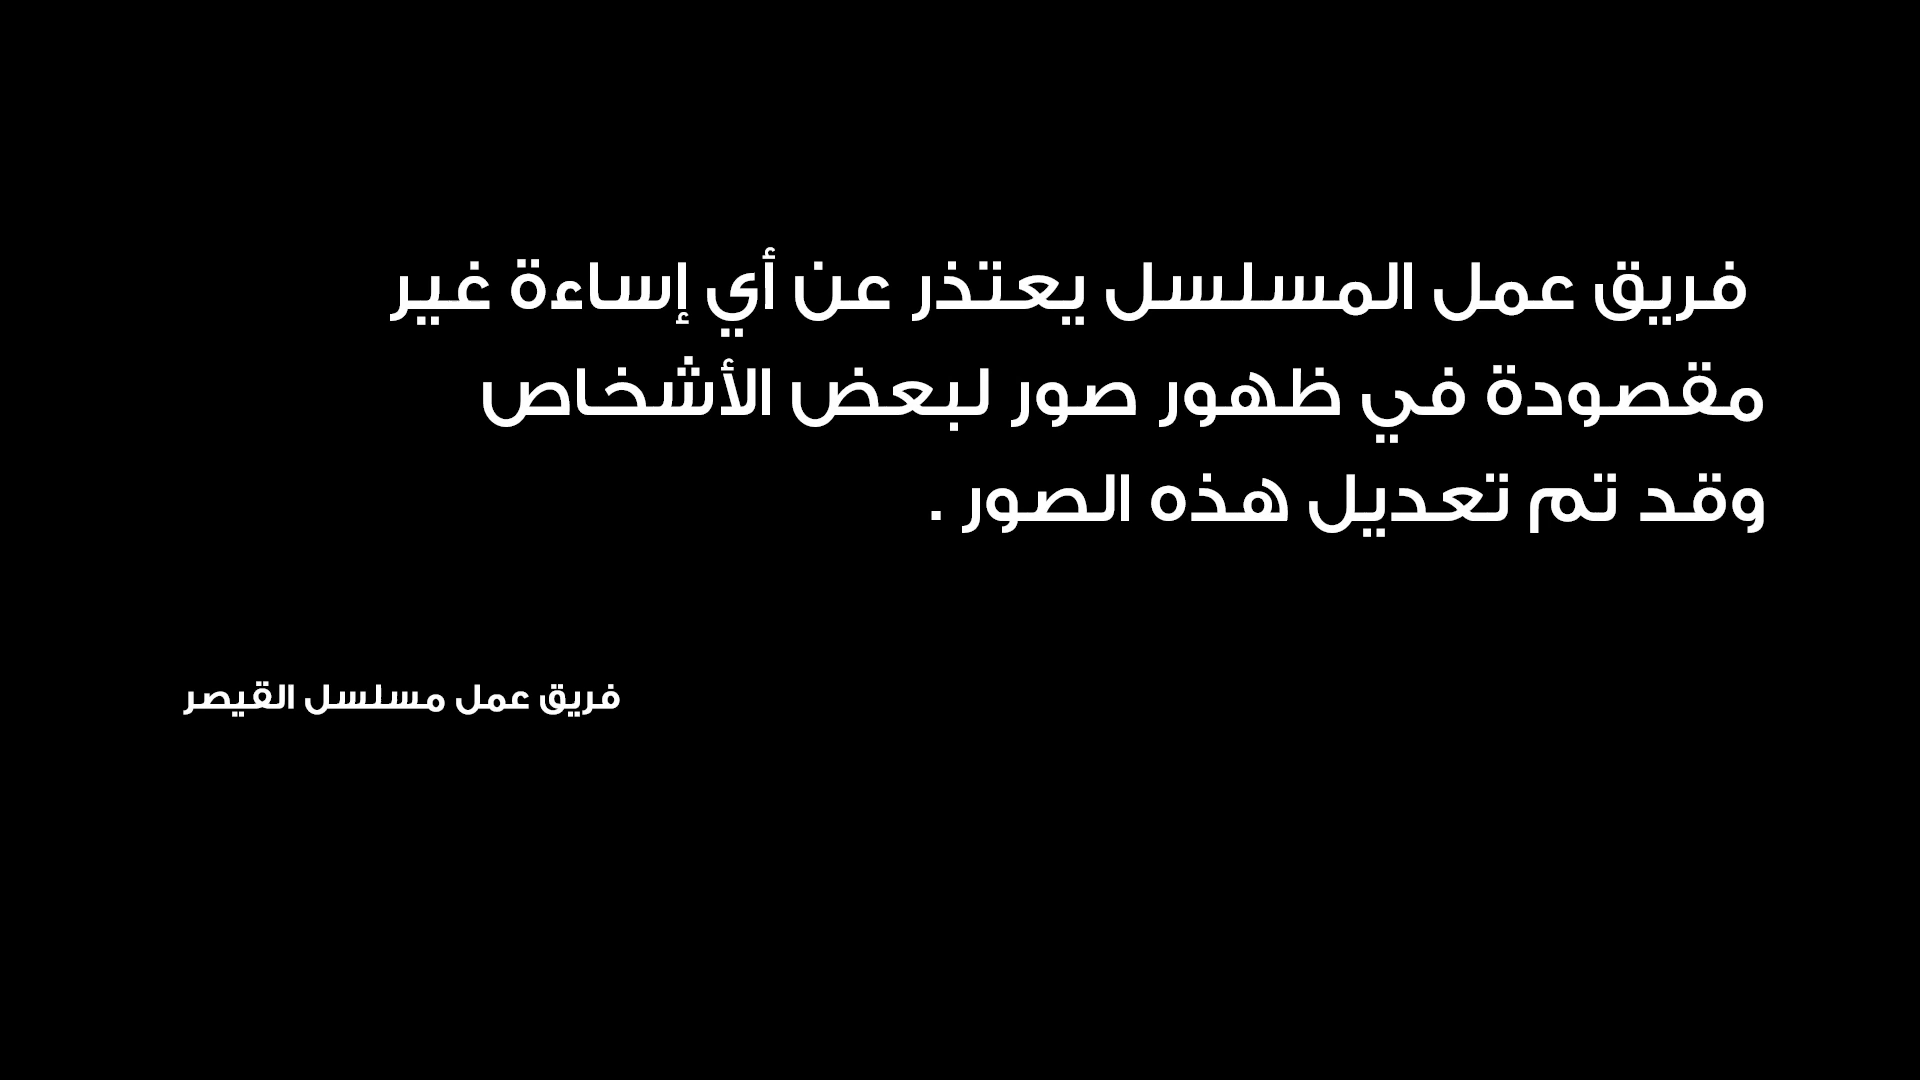 فريق عمل المسلسل يعتذر عن أي إساءة غير
مقصودة في ظهور صور لبعض الأشخاص
وقد تم تعديل هذه الصور .
فريق عمل مسلسل القيصر